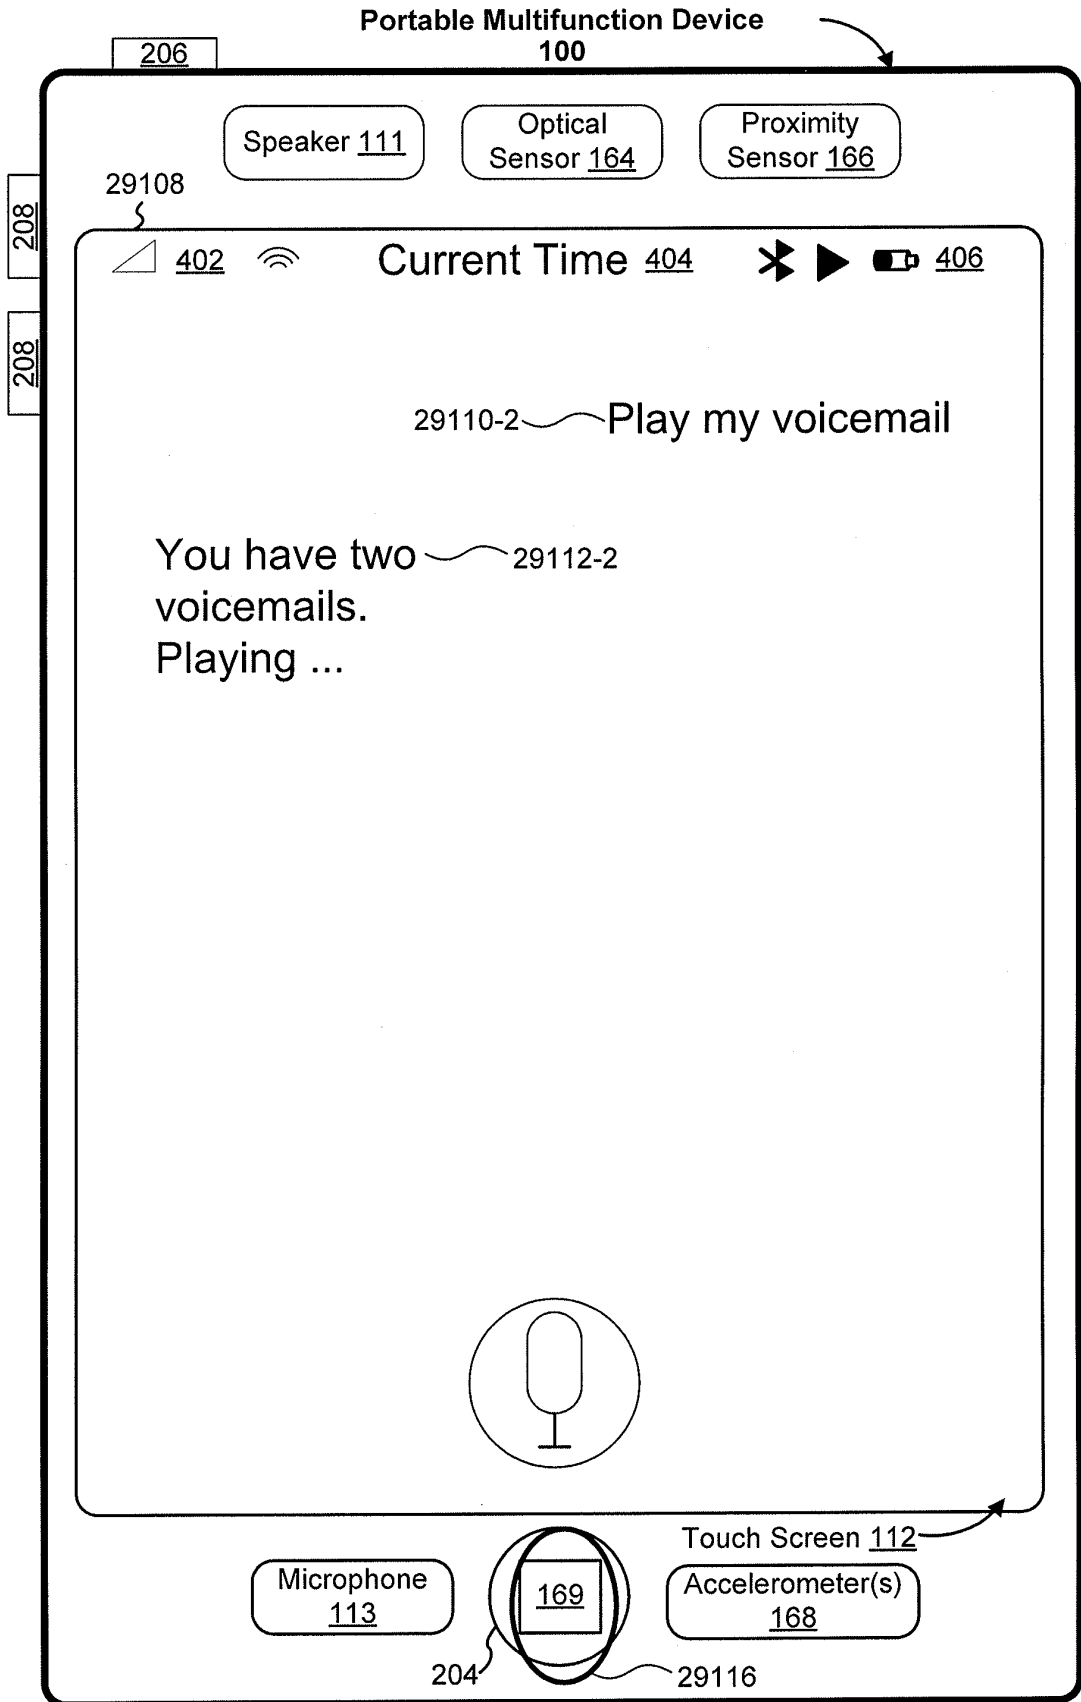 Portable Multifunction Device
100
206
Speaker 111
Optical
Sensor 164
Proximity
Sensor 166
29108
208
402
Current Time 404
406
208
29110-2
Play my voicemail
You have two
29112-2
voicemails.
Playing ...
Touch Screen 112
Microphone
113
169
Accelerometer(s)
168
204
29116